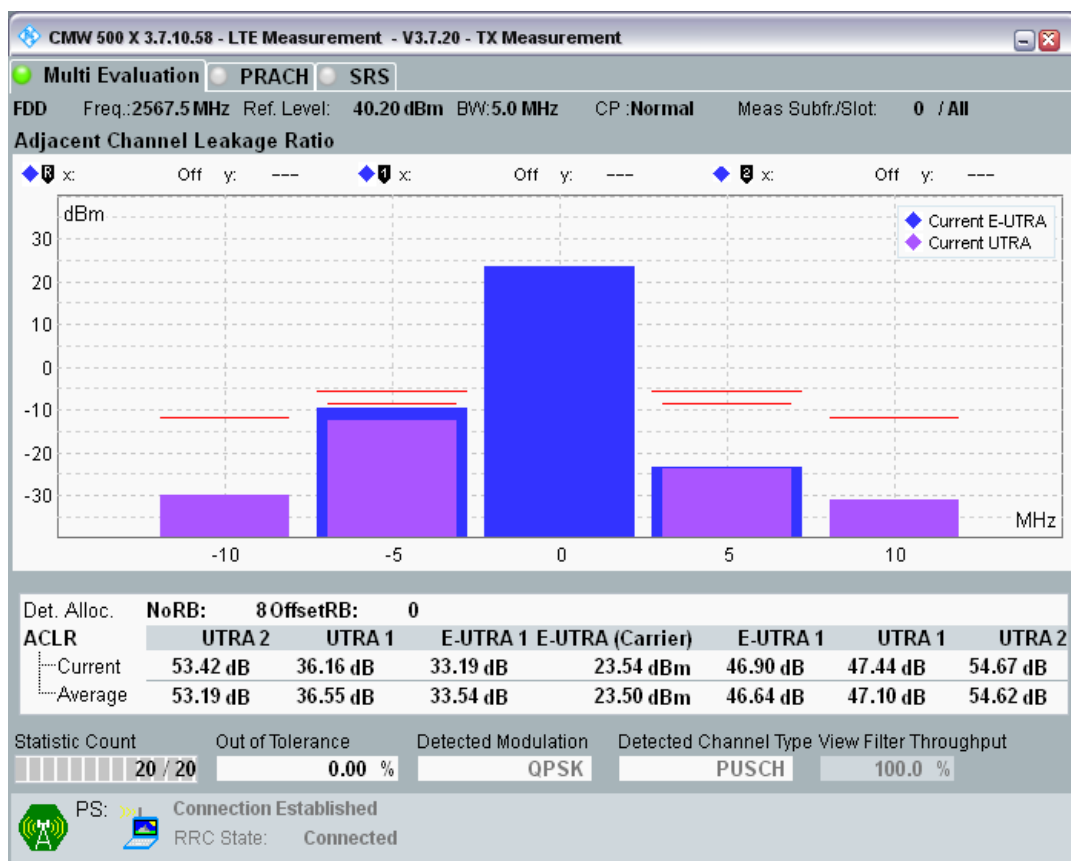 CMW 500 X 3.7.10.58 - LTE Measurement - V3.7.20 - TX Measurement
Multi Evaluation PRACH SRS
FDD Freq.:2567.5 MHz Ref. Level: 40.20 dBm BW:5.0 MHz CP :Normal Meas Subfr./Slot: 0 / All
Adjacent Channel Leakage Ratio
R x: Off y: --- 1 x: Off y: --- 2 x: Off y: ---
dBm
Current E-UTRA
Current UTRA
30
20
10
0
-10
-20
-30
MHz
-10 -5 0 5 10
Det. Alloc. NoRB: 8 OffsetRB: 0
ACLR UTRA 2 UTRA 1 E-UTRA 1 E-UTRA (Carrier) E-UTRA 1 UTRA 1 UTRA 2
Current 53.42 dB 36.16 dB 33.19 dB 23.54 dBm 46.90 dB 47.44 dB 54.67 dB
Average 53.19 dB 36.55 dB 33.54 dB 23.50 dBm 46.64 dB 47.10 dB 54.62 dB
Statistic Count Out of Tolerance Detected Modulation Detected Channel Type View Filter Throughput
20 / 20 0.00 % QPSK PUSCH 100.0 %
PS: Connection Established
RRC State: Connected